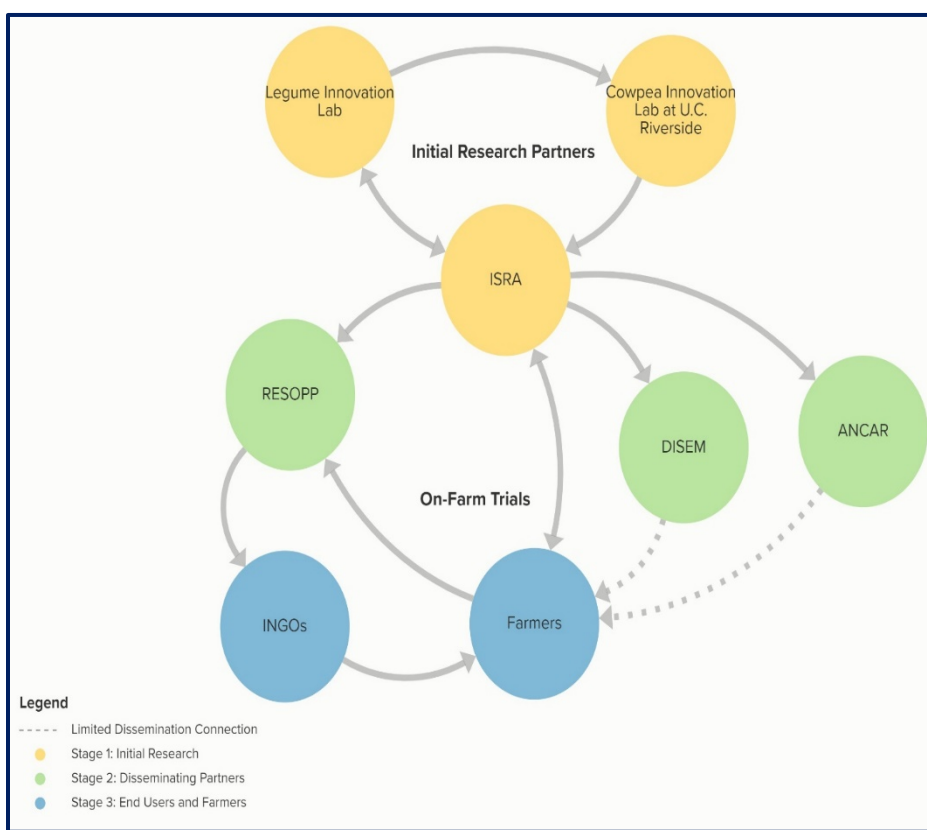 Legume Innovation
Lab
Cowpea Innovation
Lab at U.C.
Riverside
Initial Research Partners
ISRA
RESOPP
DISEM
ANCAR
On-Farm Trials
INGOs
Farmers
Legend
Limited Dissemination Connection
Stage 1: Initial Research
Stage 2: Disseminating Partners
Stage 3: End Users and Farmers